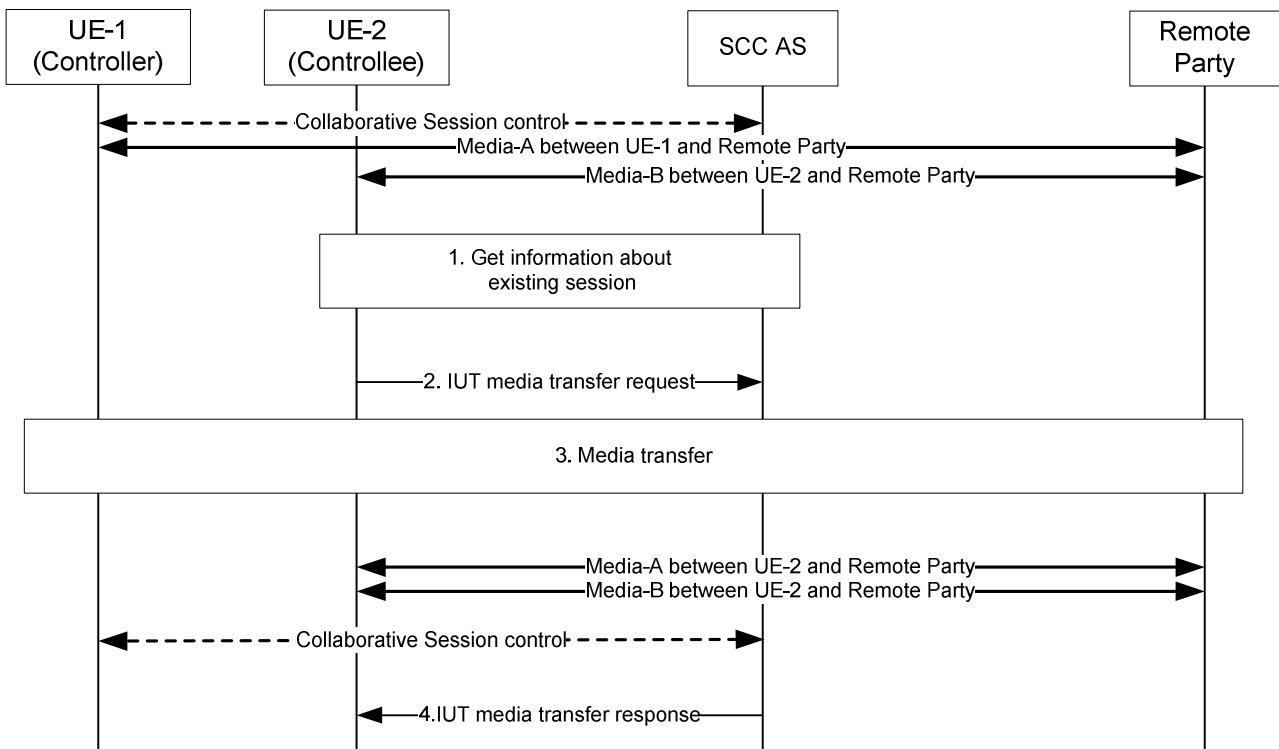 UE-1
(Controller)
UE-2
(Controllee)
SCC AS
Remote
Party
Collaborative Session control
Media-A between UE-1 and Remote Party
Media-B between UE-2 and Remote Party
1. Get information about
existing session
2. IUT media transfer request
3. Media transfer
Media-A between UE-2 and Remote Party
Media-B between UE-2 and Remote Party
Collaborative Session control
4.IUT media transfer response